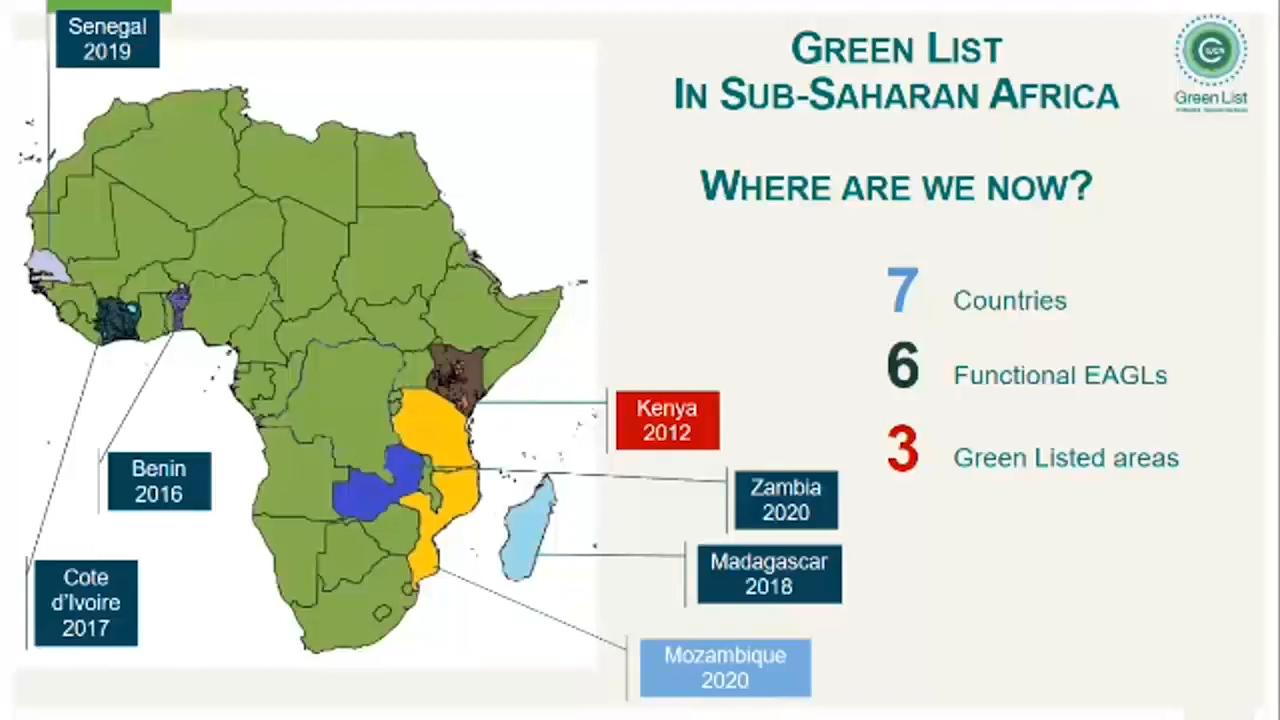 Senegal
2019
GREEN LIST
IN SUB-SAHARAN AFRICA
Green List
WHERE ARE WE NOW?
7 Countries
6 Functional EAGLs
3 Green Listed areas
Kenya
2012
Benin
2016
Zambia
2020
Madagascar
2018
Cote
d'Ivoire
2017
Mozambique
2020